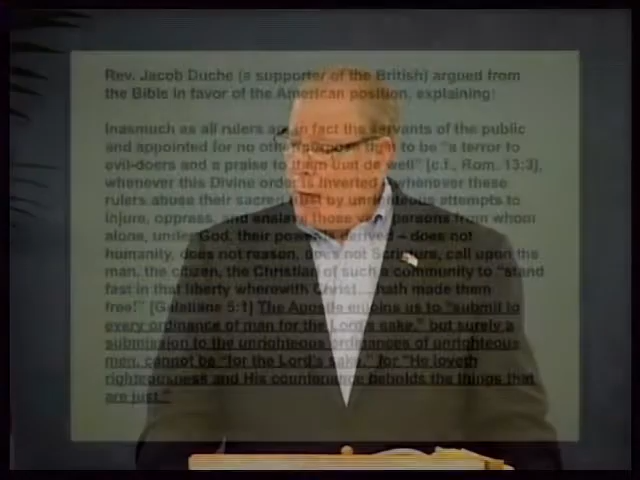 Rev. Jacob Duche (a supporter of the British) argued from
the Bible in favor of the American position, explaining:
Inasmuch as all rulers are in fact the servants of the public
and appointed for no other purpose than to be "a terror to
evil-doers and a praise to them that do well" [c.f., Rom. 13:3],
whenever this Divine order is inverted – whenever these
rulers abuse their sacred trust by unrighteous attempts to
injure, oppress, and enslave those very persons from whom
alone, under God, their power is derived – does not
humanity, does not reason, does not Scripture, call upon the
man, the citizen, the Christian of such a community to "stand
fast in that liberty wherewith Christ... hath made them
free!" [Galatians 5:1] The Apostle enjoins us to "submit to
every ordinance of man for the Lord's sake," but surely a
submission to the unrighteous ordinances of unrighteous
men, cannot be "for the Lord's sake," for "He loveth
righteousness and His countenance beholds the things that
are just."